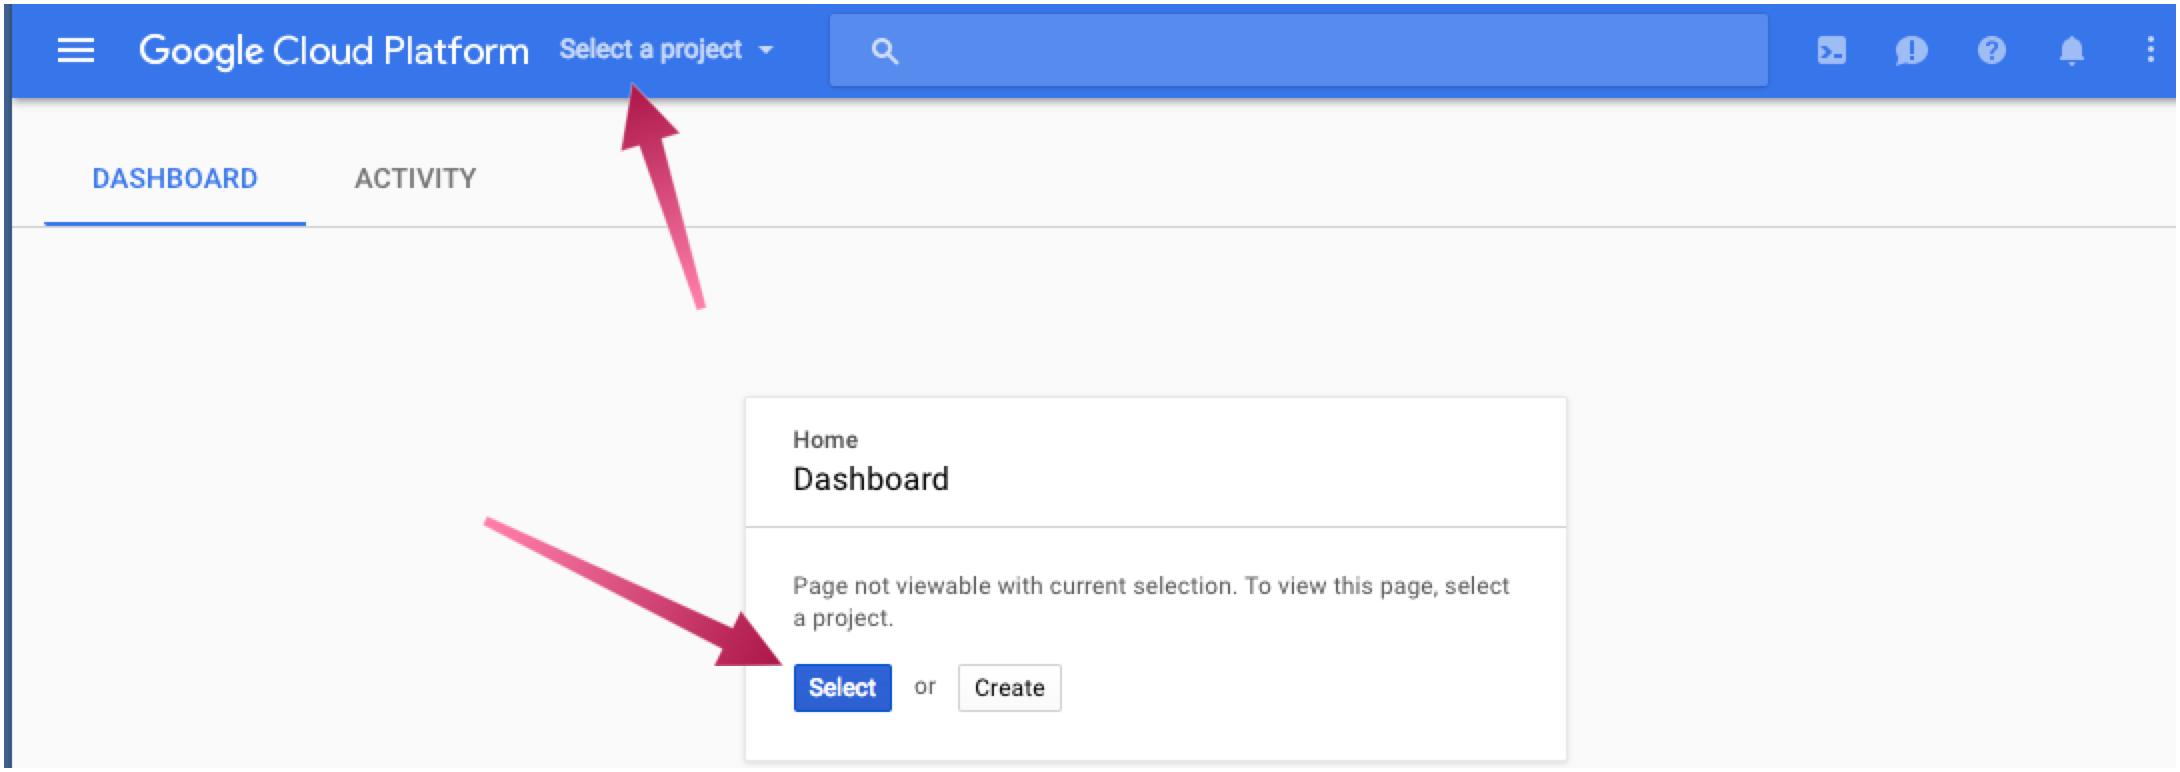 Google Cloud Platform Select a project
DASHBOARD ACTIVITY
Home
Dashboard
Page not viewable with current selection. To view this page, select
a project.
Select or Create